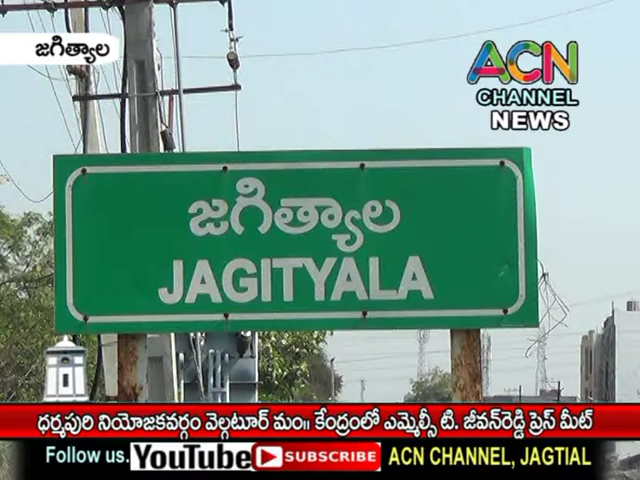 జగిత్యాల
ACN
CHANNEL
NEWS
జగిత్యాల
JAGITYALA
ధర్మపురి నియోజకవర్గం వెల్గటూర్ మం॥ కేంద్రంలో ఎమ్మెల్సీ టి. జీవన్‌రెడ్డి ప్రెస్ మీట్
Follow us. YouTube SUBSCRIBE ACN CHANNEL, JAGTIAL